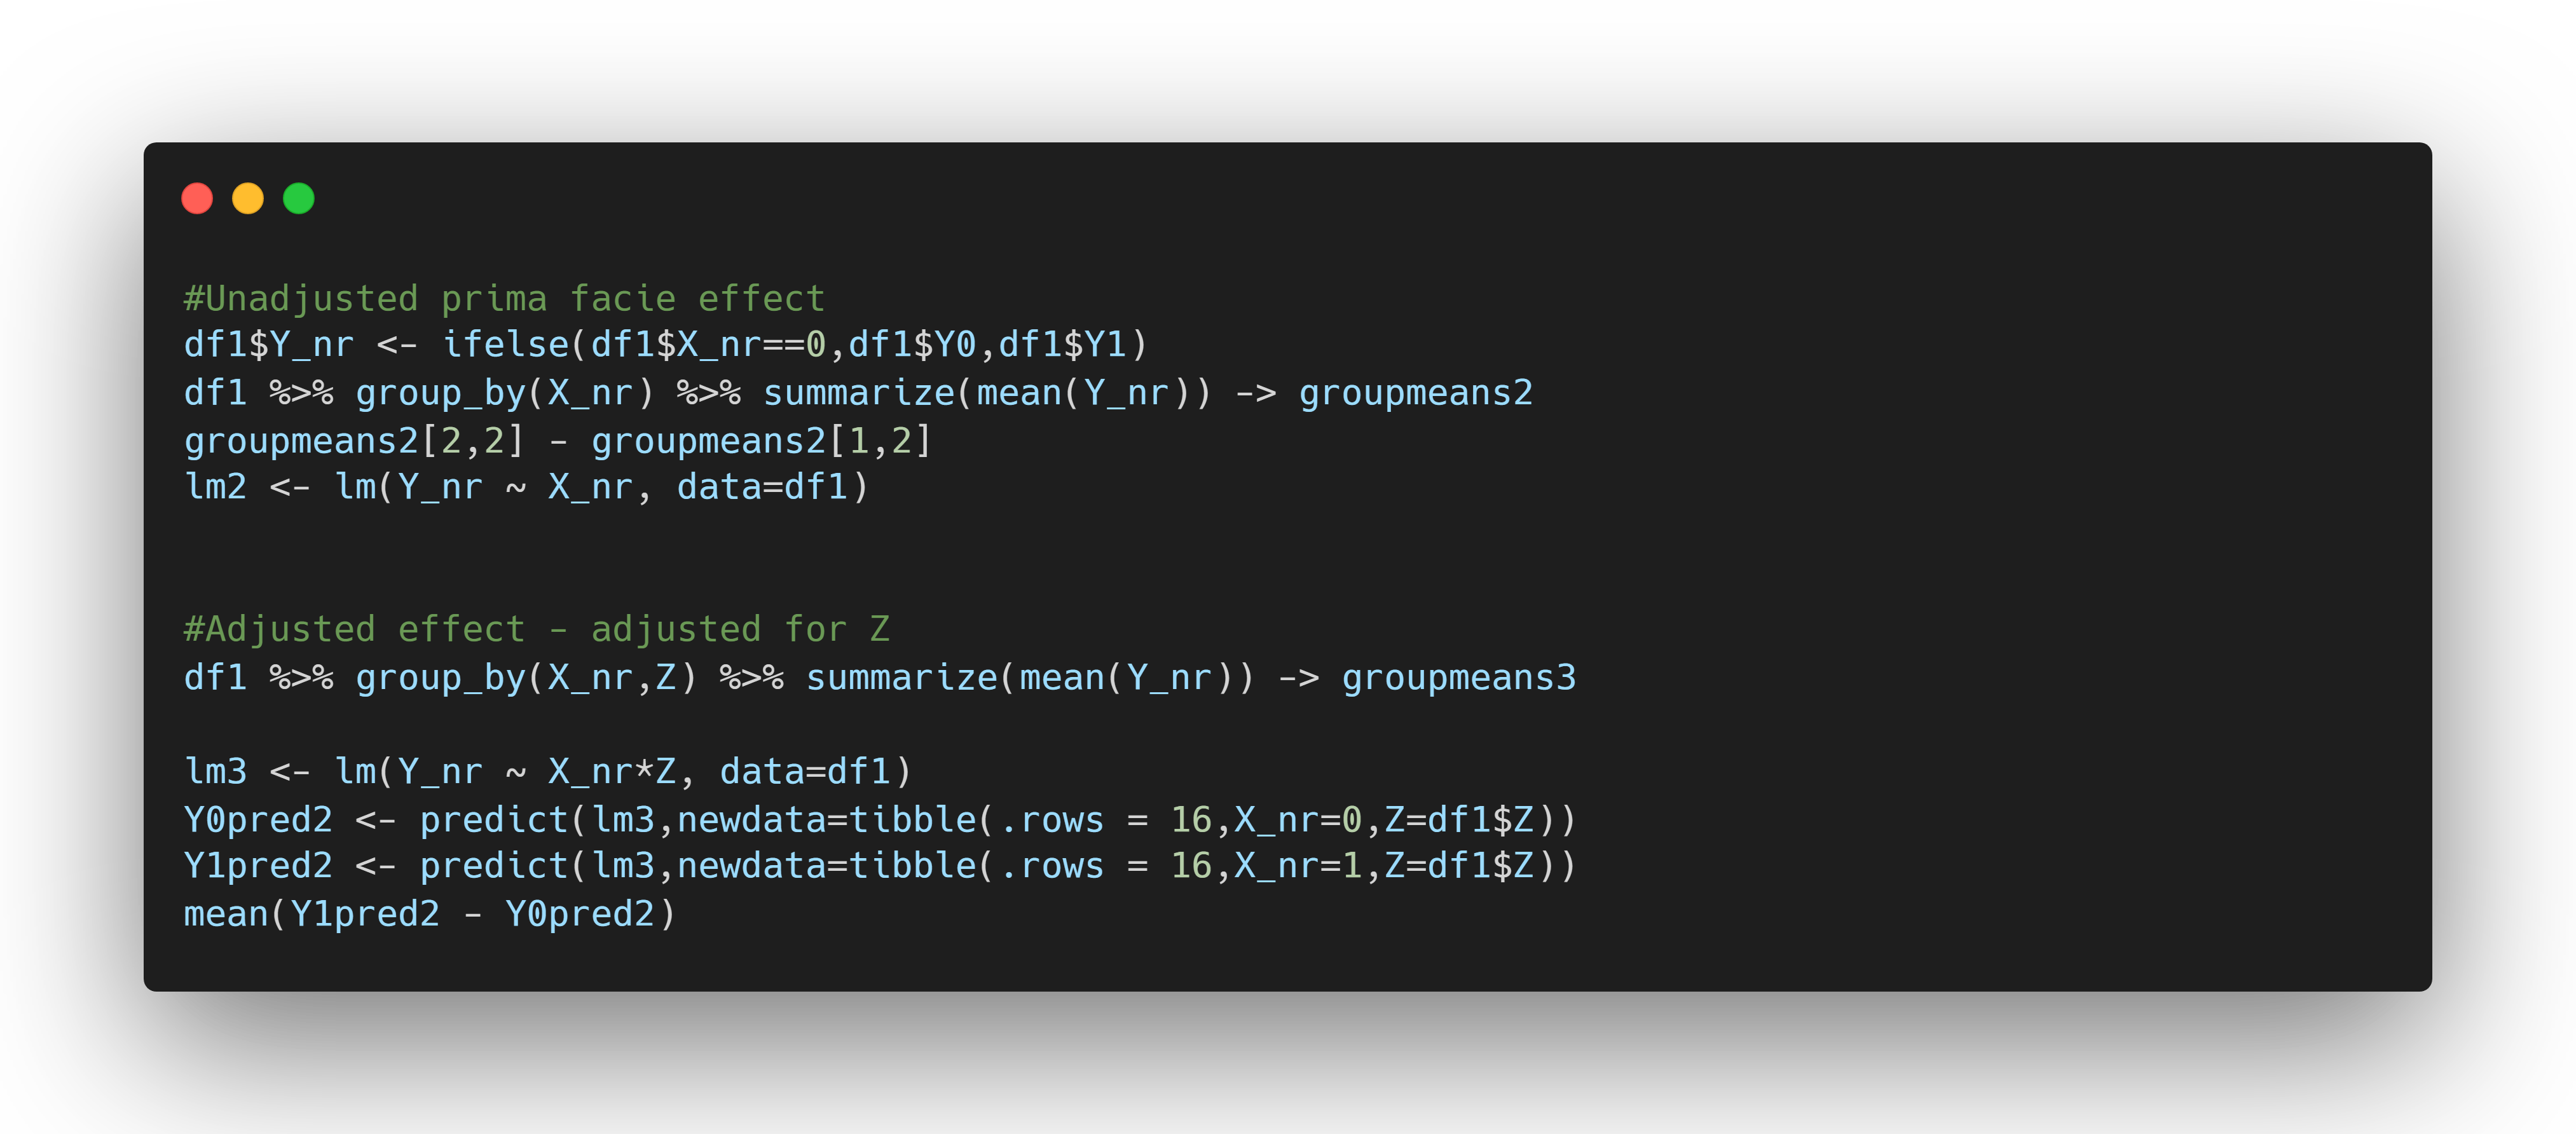 #Unadjusted prima facie effect
df1$Y_nr <- ifelse(df1$X_nr==0,df1$Y0,df1$Y1)
df1 %>% group_by(X_nr) %>% summarize(mean(Y_nr)) -> groupmeans2
groupmeans2[2,2] - groupmeans2[1,2]
lm2 <- lm(Y_nr ~ X_nr, data=df1)
#Adjusted effect - adjusted for Z
df1 %>% group_by(X_nr,Z) %>% summarize(mean(Y_nr)) -> groupmeans3
lm3 <- lm(Y_nr ~ X_nr*Z, data=df1)
Y0pred2 <- predict(lm3,newdata=tibble(.rows = 16,X_nr=0,Z=df1$Z))
Y1pred2 <- predict(lm3,newdata=tibble(.rows = 16,X_nr=1,Z=df1$Z))
mean(Y1pred2 - Y0pred2)